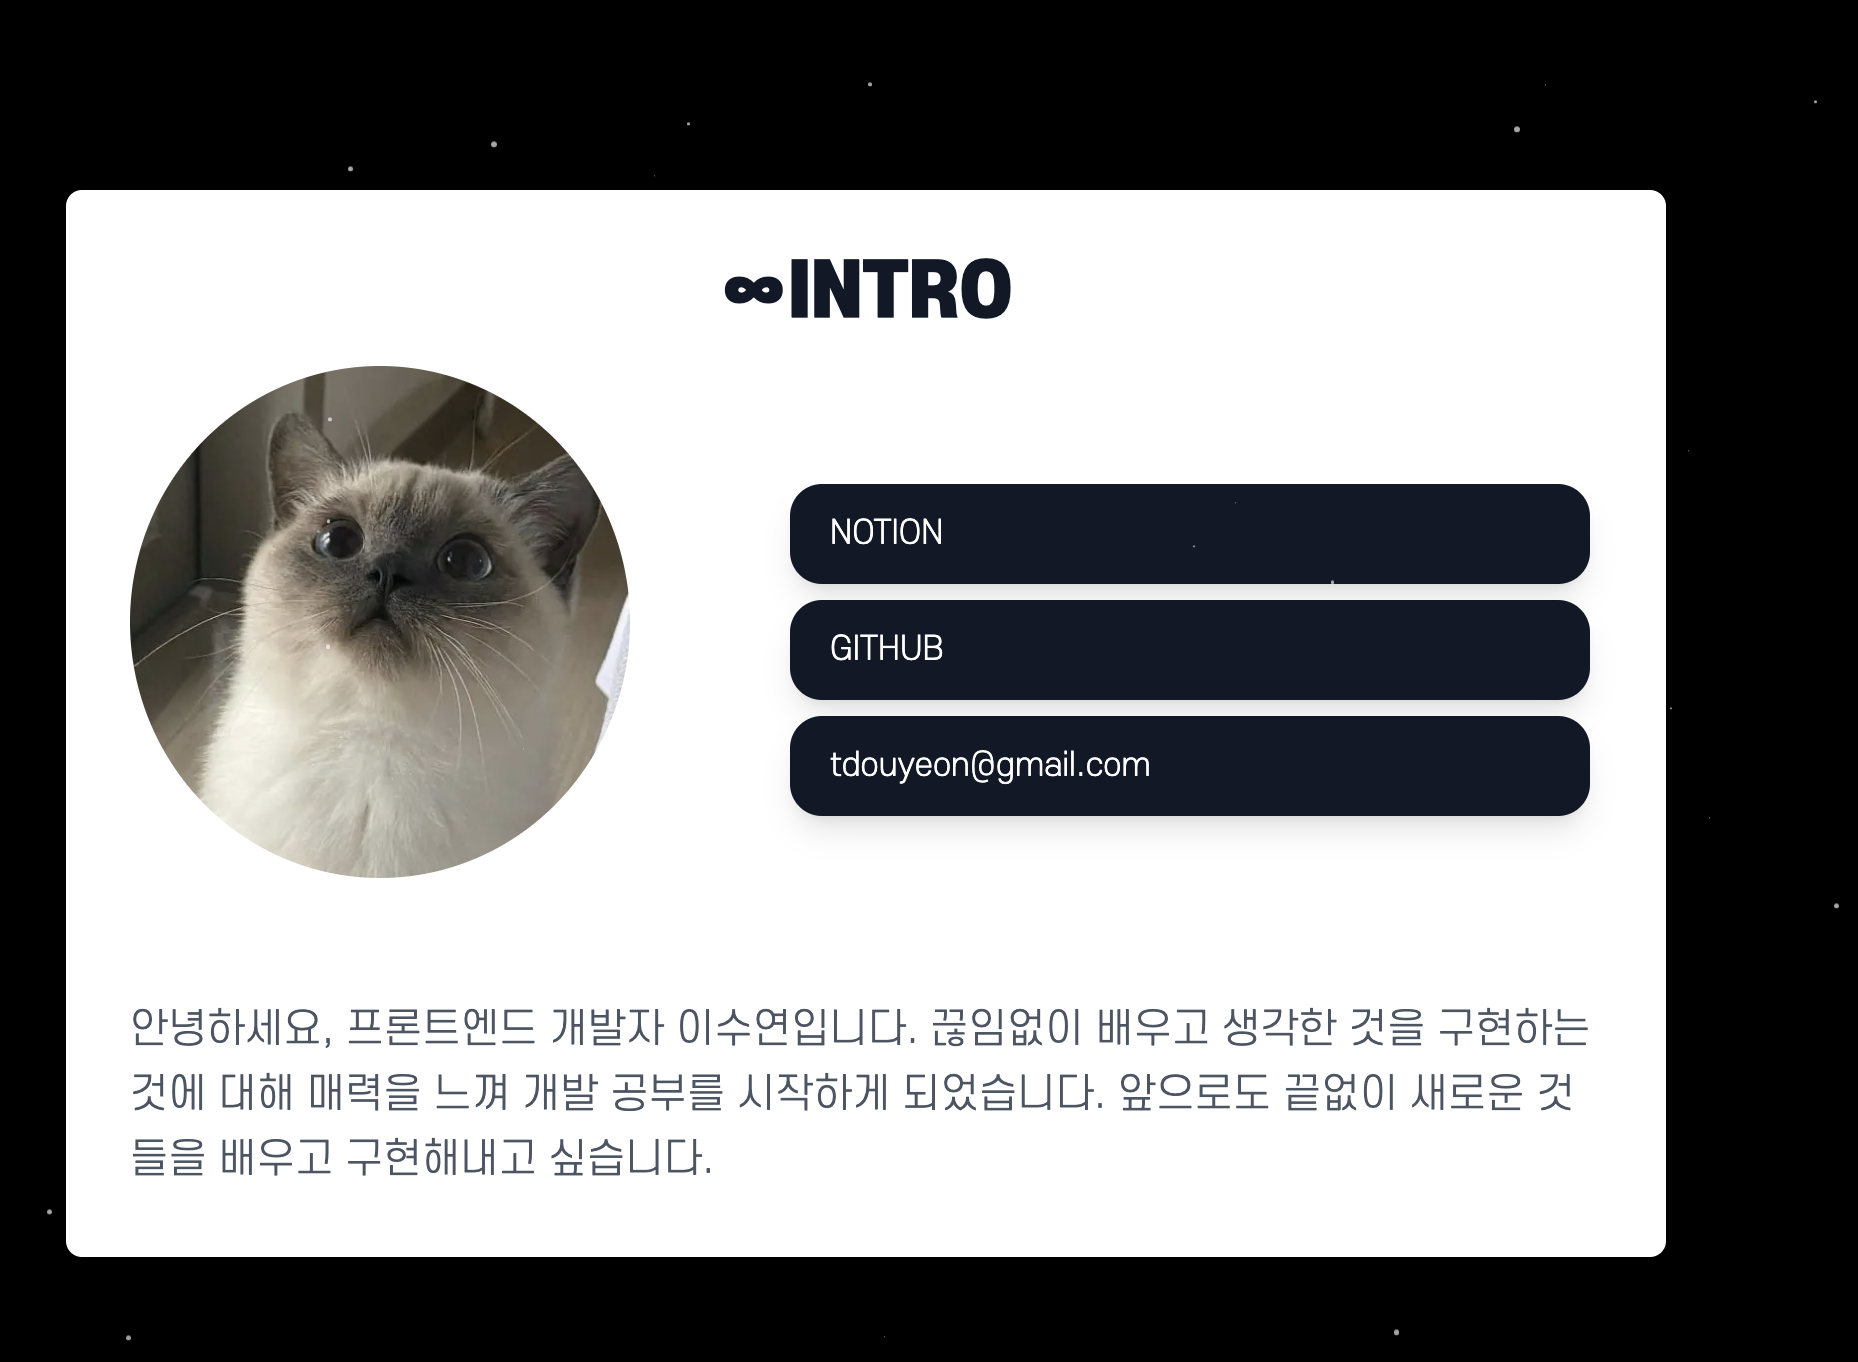 ∞INTRO
NOTION
GITHUB
tdouyeon@gmail.com
안녕하세요, 프론트엔드 개발자 이수연입니다. 끊임없이 배우고 생각한 것을 구현하는
것에 대해 매력을 느껴 개발 공부를 시작하게 되었습니다. 앞으로도 끝없이 새로운 것
들을 배우고 구현해내고 싶습니다.